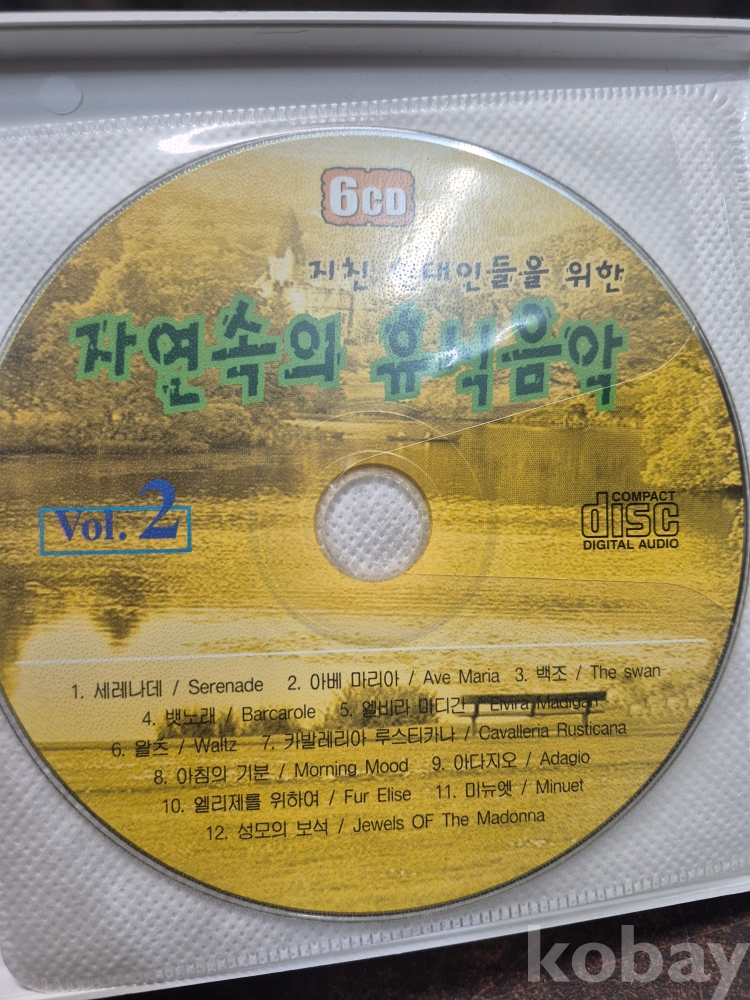 6CD
지친 현대인들을 위한
자연속의 휴식음악
Vol. 2
COMPACT
disc
DIGITAL AUDIO
1. 세레나데 / Serenade 2. 아베 마리아 / Ave Maria 3. 백조 / The swan
4. 뱃노래 / Barcarole 5. 엘비라 마디간 / Elvira Madigan
6. 왈츠 / Waltz 7. 카발레리아 루스티카나 / Cavalleria Rusticana
8. 아침의 기분 / Morning Mood 9. 아다지오 / Adagio
10. 엘리제를 위하여 / Fur Elise 11. 미뉴엣 / Minuet
12. 성모의 보석 / Jewels OF The Madonna
kobay